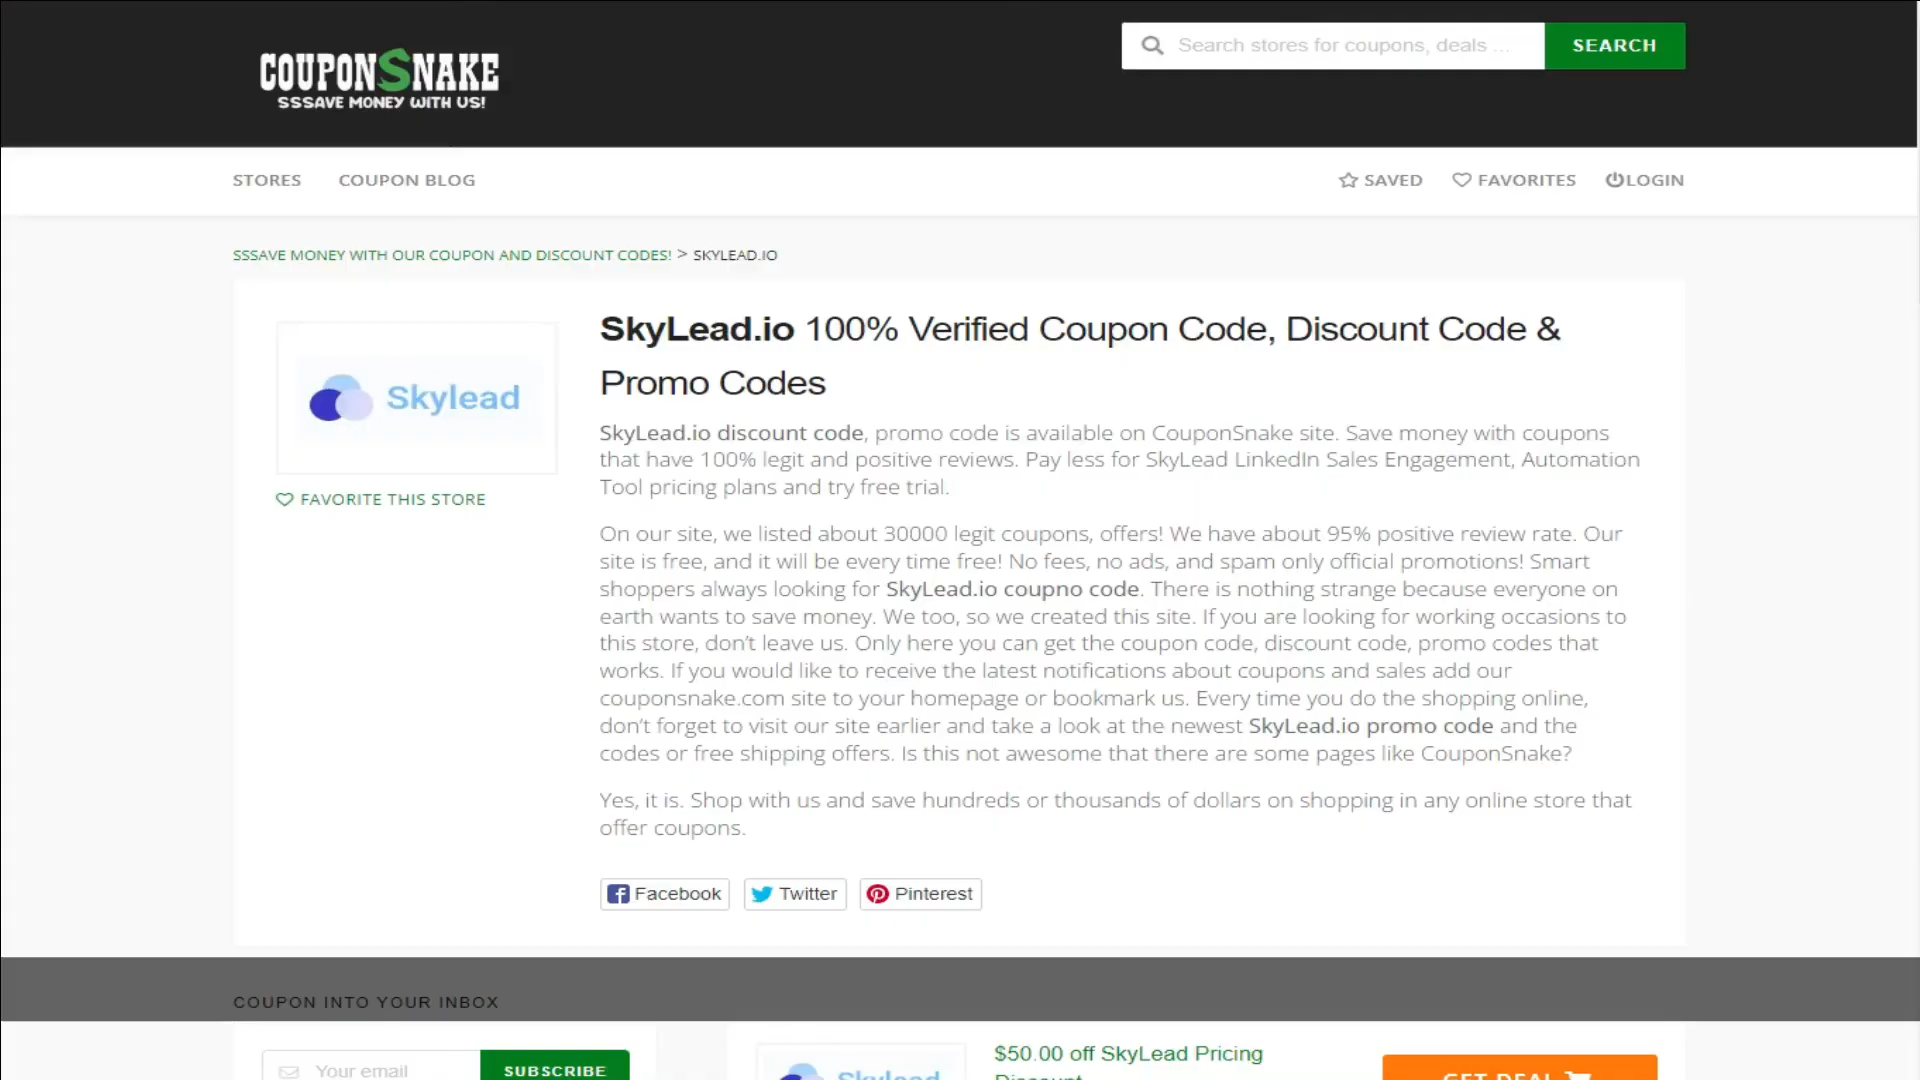 COUPONSNAKE
SSSAVE MONEY WITH US!
Search stores for coupons, deals ...
SEARCH
STORES
COUPON BLOG
SAVED
FAVORITES
LOGIN
SSSAVE MONEY WITH OUR COUPON AND DISCOUNT CODES! > SKYLEAD.IO
Skylead
FAVORITE THIS STORE
SkyLead.io 100% Verified Coupon Code, Discount Code &
Promo Codes
SkyLead.io discount code, promo code is available on CouponSnake site. Save money with coupons
that have 100% legit and positive reviews. Pay less for SkyLead LinkedIn Sales Engagement, Automation
Tool pricing plans and try free trial.
On our site, we listed about 30000 legit coupons, offers! We have about 95% positive review rate. Our
site is free, and it will be every time free! No fees, no ads, and spam only official promotions! Smart
shoppers always looking for SkyLead.io coupno code. There is nothing strange because everyone on
earth wants to save money. We too, so we created this site. If you are looking for working occasions to
this store, don't leave us. Only here you can get the coupon code, discount code, promo codes that
works. If you would like to receive the latest notifications about coupons and sales add our
couponsnake.com site to your homepage or bookmark us. Every time you do the shopping online,
don't forget to visit our site earlier and take a look at the newest SkyLead.io promo code and the
codes or free shipping offers. Is this not awesome that there are some pages like CouponSnake?
Yes, it is. Shop with us and save hundreds or thousands of dollars on shopping in any online store that
offer coupons.
Facebook
Twitter
Pinterest
COUPON INTO YOUR INBOX
Your email
SUBSCRIBE
Skylead
$50.00 off SkyLead Pricing
Discount
GET DEAL